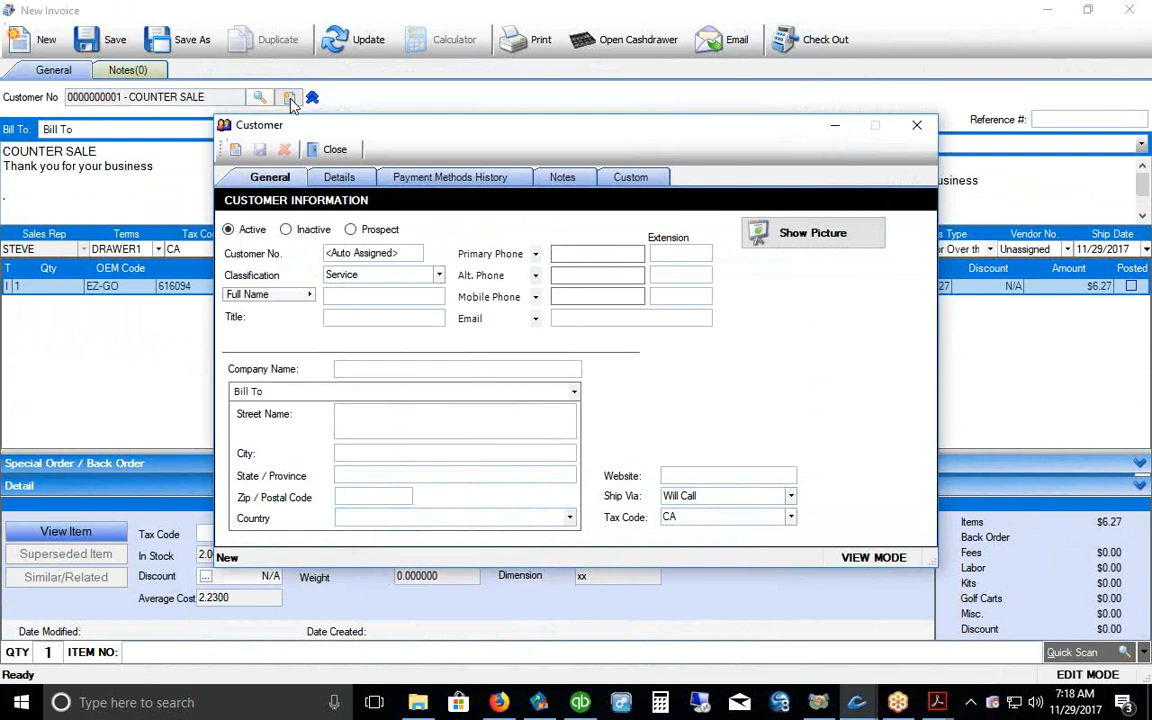 New Invoice
New Save Save As Duplicate Update Calculator Print Open Cashdrawer Email Check Out
General Notes(0)
Customer No 0000000001 - COUNTER SALE
Reference #:
Bill To: Bill To
COUNTER SALE
Thank you for your business
.
siness
Sales Rep Terms Tax Co
s Type Vendor No. Ship Date
STEVE DRAWER1 CA
or Over th Unassigned 11/29/2017
T Qty OEM Code
Discount Amount Posted
I 1 EZ-GO 616094
27 N/A $6.27
Customer
Close
General Details Payment Methods History Notes Custom
CUSTOMER INFORMATION
Active Inactive Prospect
Show Picture
Extension
Customer No. <Auto Assigned> Primary Phone
Classification Service Alt. Phone
Full Name Mobile Phone
Title: Email
Company Name:
Bill To
Street Name:
City:
State / Province
Zip / Postal Code
Country
Website:
Ship Via: Will Call
Tax Code: CA
New VIEW MODE
Special Order / Back Order
Detail
View Item Tax Code
Superseded Item In Stock 2.0
Similar/Related Discount ... N/A Weight 0.000000 Dimension xx
Average Cost 2.2300
Items $6.27
Back Order
Fees $0.00
Labor $0.00
Kits $0.00
Golf Carts $0.00
Misc. $0.00
Discount $0.00
Date Modified: Date Created:
QTY 1 ITEM NO: Quick Scan
Ready EDIT MODE
Type here to search
7:18 AM
11/29/2017
3